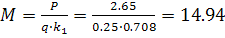 M = P / q·k₁ = 2.65 / 0.25·0.708 = 14.94